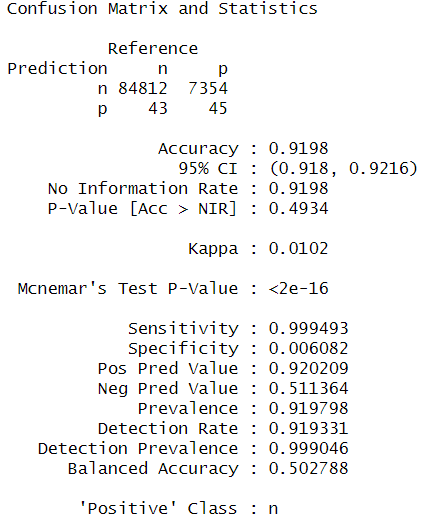 Confusion Matrix and Statistics
Reference
Prediction n p
n 84812 7354
p 43 45
Accuracy : 0.9198
95% CI : (0.918, 0.9216)
No Information Rate : 0.9198
P-Value [Acc > NIR] : 0.4934
Kappa : 0.0102
Mcnemar's Test P-Value : <2e-16
Sensitivity : 0.999493
Specificity : 0.006082
Pos Pred Value : 0.920209
Neg Pred Value : 0.511364
Prevalence : 0.919798
Detection Rate : 0.919331
Detection Prevalence : 0.999046
Balanced Accuracy : 0.502788
'Positive' Class : n